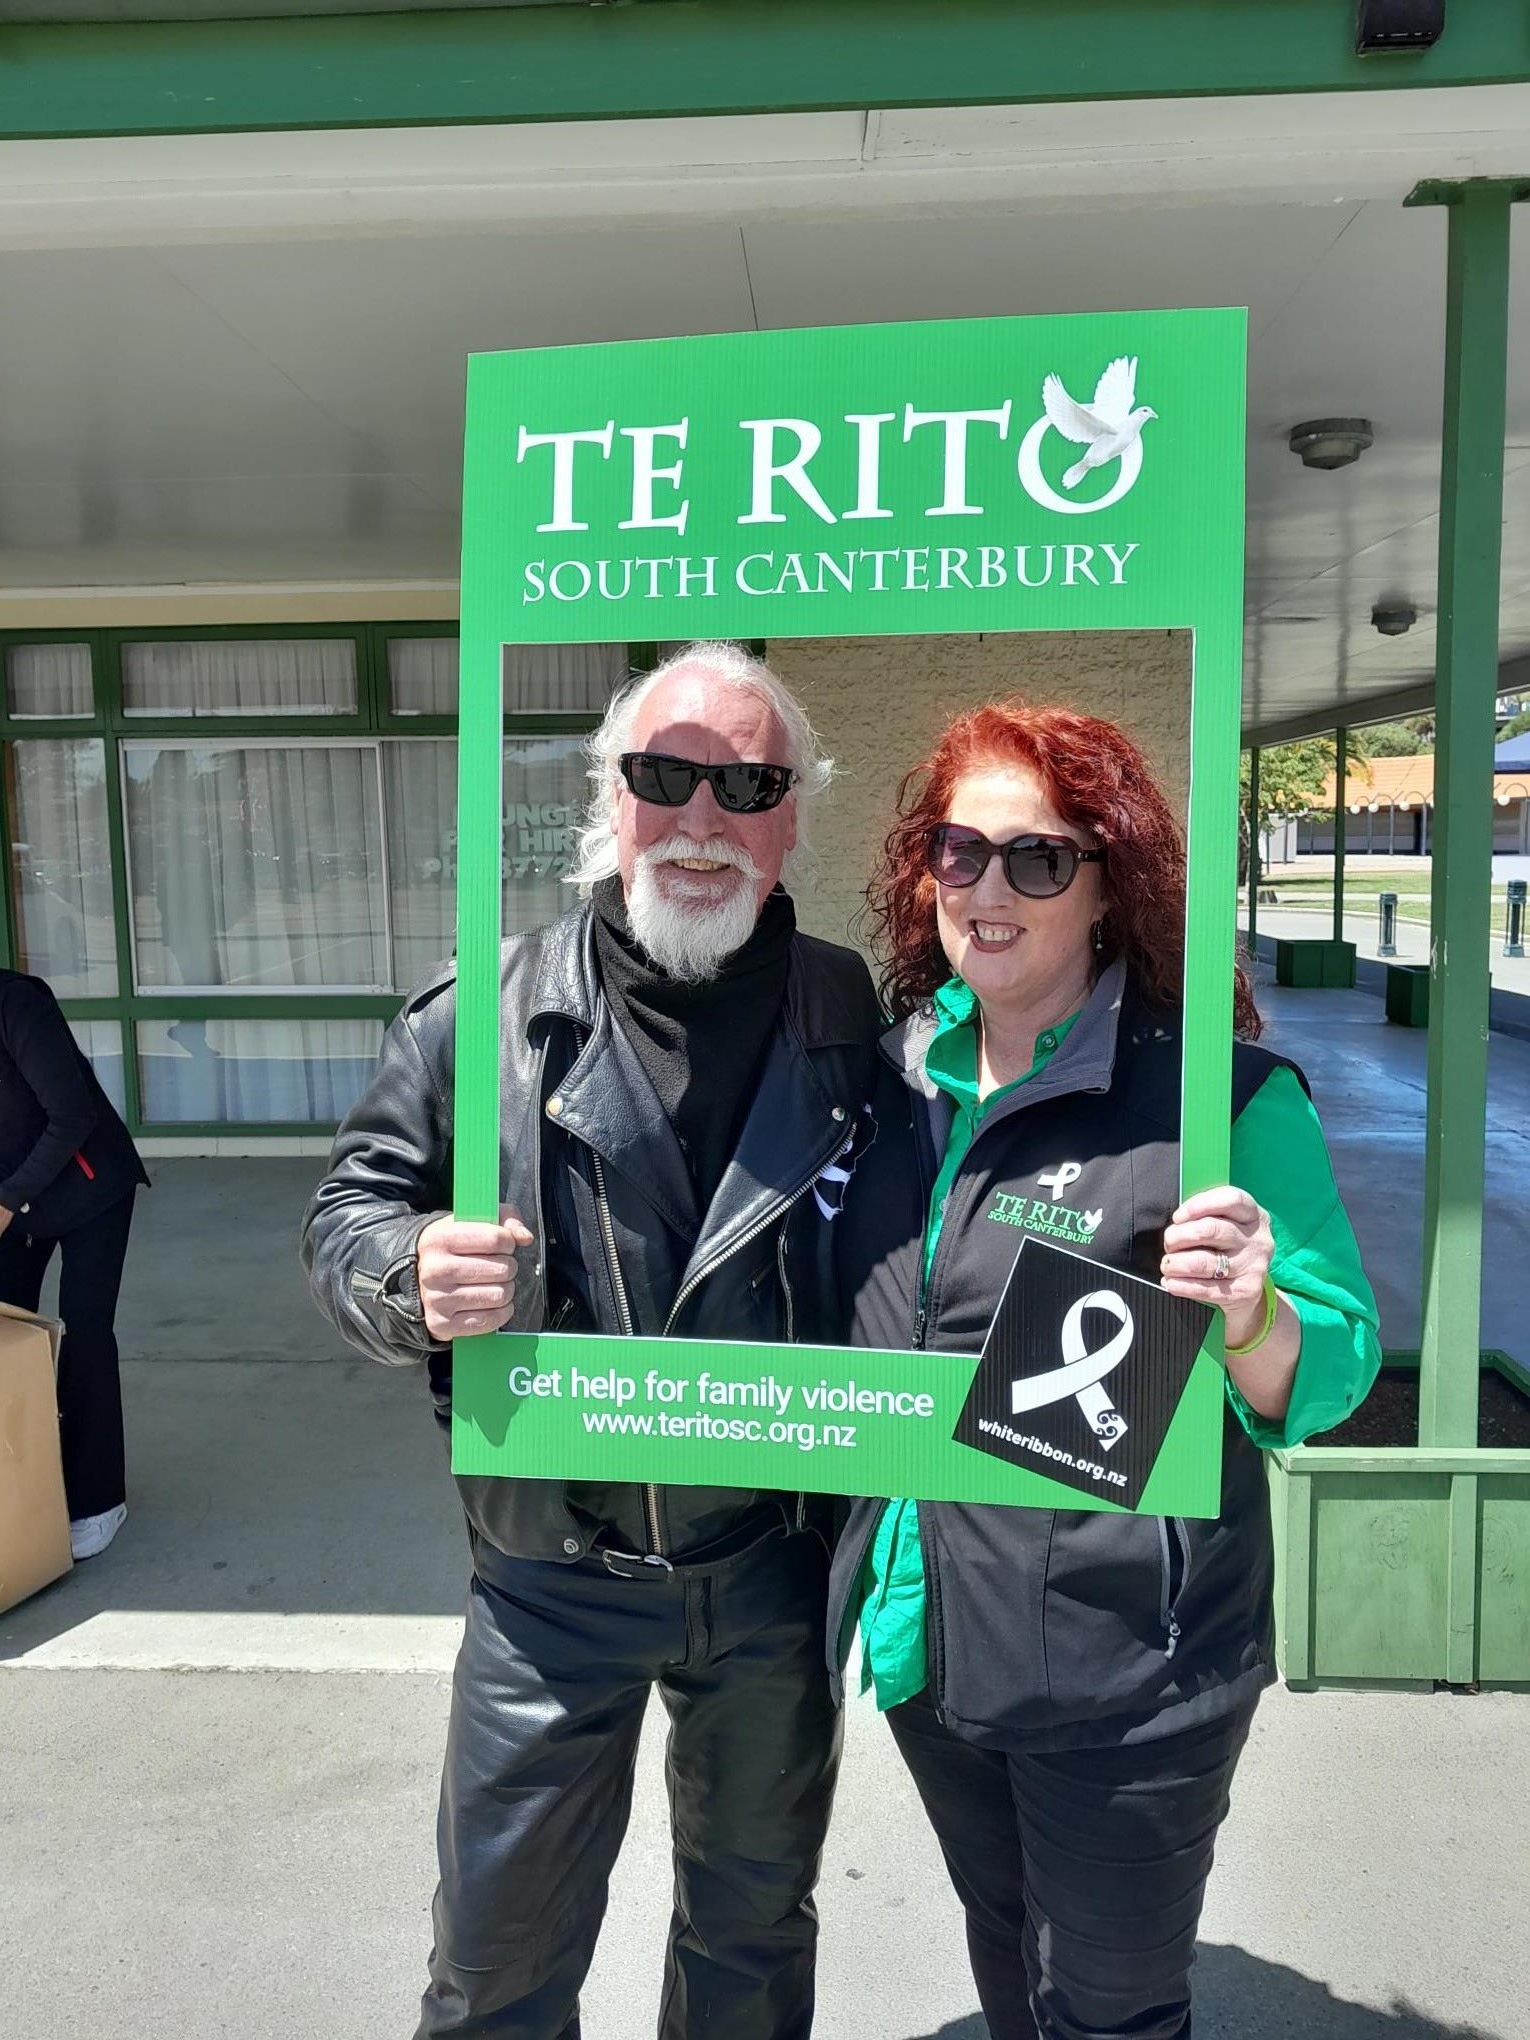 TE RITO
SOUTH CANTERBURY
HIR
TE RITO
SOUTH CANTERBURY
Get help for family violence
www.teritosc.org.nz
whiteribbon.org.nz